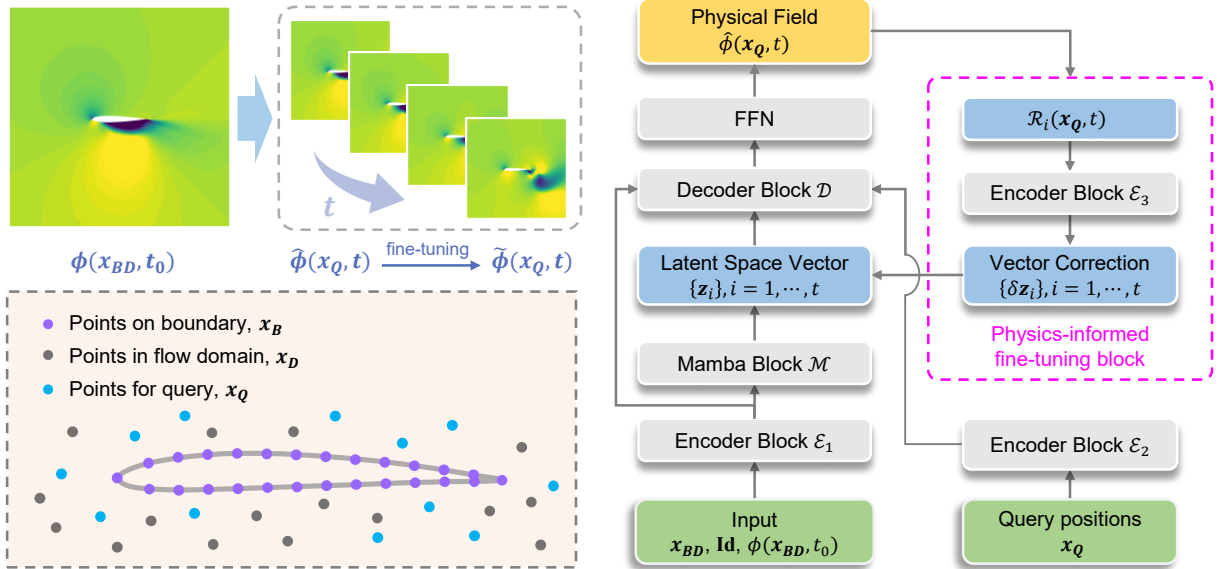 t
ϕ(x_BD, t_0)
ϕ̂(x_Q, t)
fine-tuning
ϕ̃(x_Q, t)
Points on boundary, x_B
Points in flow domain, x_D
Points for query, x_Q
Physical Field
ϕ̂(x_Q, t)
FFN
Decoder Block 𝒟
Latent Space Vector
{z_i}, i = 1, ⋯, t
Mamba Block ℳ
Encoder Block ℰ_1
Input
x_BD, Id, ϕ(x_BD, t_0)
ℛ_i(x_Q, t)
Encoder Block ℰ_3
Vector Correction
{δz_i}, i = 1, ⋯, t
Physics-informed
fine-tuning block
Encoder Block ℰ_2
Query positions
x_Q